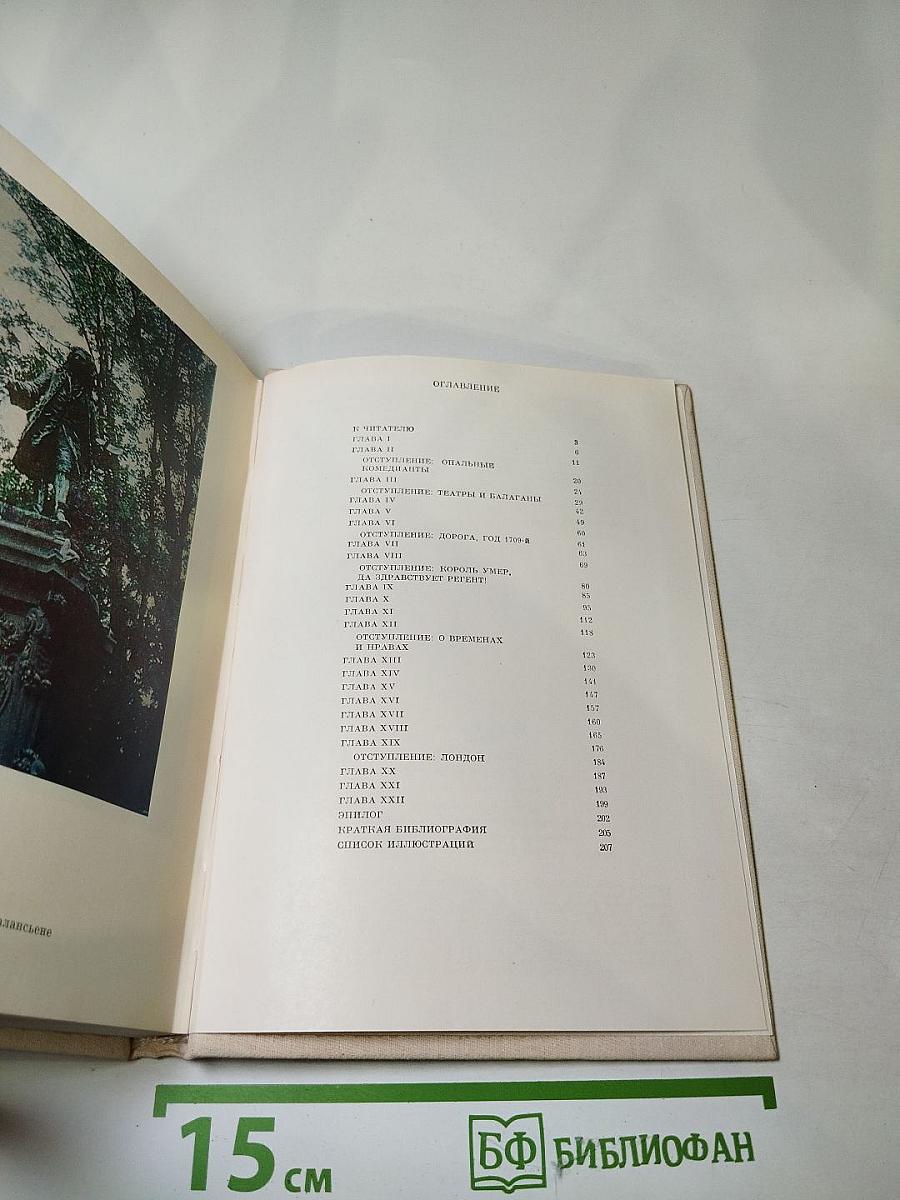 ОГЛАВЛЕНИЕ
К ЧИТАТЕЛЮ 3
ГЛАВА I 6
ГЛАВА II 11
ОТСТУПЛЕНИЕ: ОПАЛЬНЫЕ
КОМЕДИАНТЫ 20
ГЛАВА III 24
ОТСТУПЛЕНИЕ: ТЕАТРЫ И БАЛАГАНЫ 29
ГЛАВА IV 42
ГЛАВА V 49
ГЛАВА VI 60
ОТСТУПЛЕНИЕ: ДОРОГА, ГОД 1709-й 61
ГЛАВА VII 63
ГЛАВА VIII 69
ОТСТУПЛЕНИЕ: КОРОЛЬ УМЕР,
ДА ЗДРАВСТВУЕТ РЕГЕНТ! 80
ГЛАВА IX 85
ГЛАВА X 95
ГЛАВА XI 112
ГЛАВА XII 118
ОТСТУПЛЕНИЕ: О ВРЕМЕНАХ
И НРАВАХ 123
ГЛАВА XIII 130
ГЛАВА XIV 141
ГЛАВА XV 147
ГЛАВА XVI 157
ГЛАВА XVII 160
ГЛАВА XVIII 165
ГЛАВА XIX 176
ОТСТУПЛЕНИЕ: ЛОНДОН 184
ГЛАВА XX 187
ГЛАВА XXI 193
ГЛАВА XXII 199
ЭПИЛОГ 202
КРАТКАЯ БИБЛИОГРАФИЯ 205
СПИСОК ИЛЛЮСТРАЦИЙ 207
алансьене
15 см
БФ БИБЛИОФАН